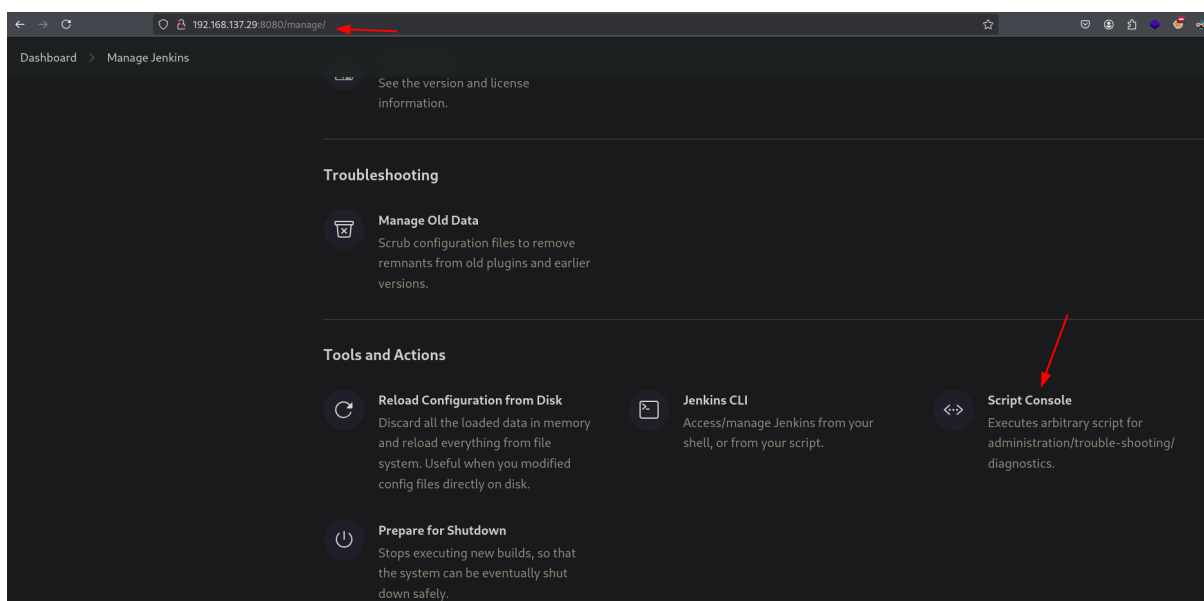 192.168.137.29:8080/manage/
Dashboard > Manage Jenkins
See the version and license
information.
Troubleshooting
Manage Old Data
Scrub configuration files to remove
remnants from old plugins and earlier
versions.
Tools and Actions
Reload Configuration from Disk
Discard all the loaded data in memory
and reload everything from file
system. Useful when you modified
config files directly on disk.
Jenkins CLI
Access/manage Jenkins from your
shell, or from your script.
Script Console
Executes arbitrary script for
administration/trouble-shooting/
diagnostics.
Prepare for Shutdown
Stops executing new builds, so that
the system can be eventually shut
down safely.